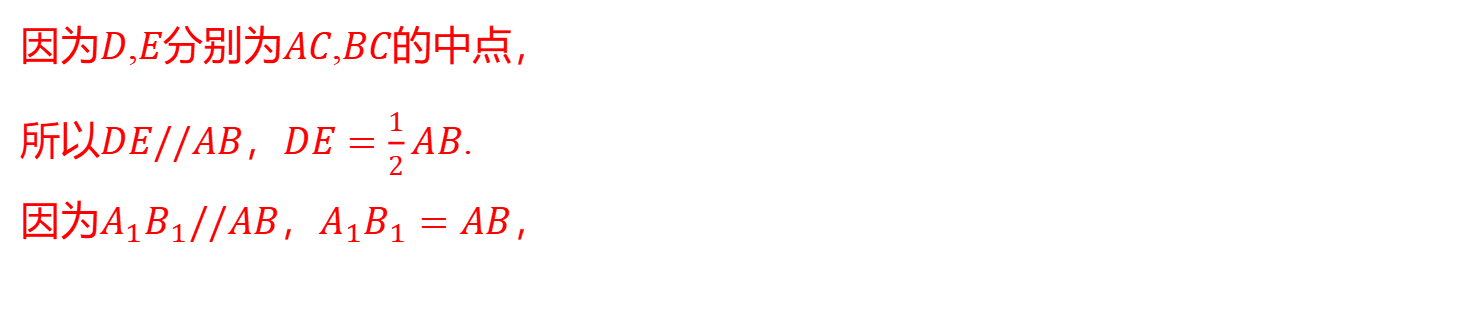 因为D,E分别为AC,BC的中点，
所以DE//AB，DE = \frac{1}{2} AB.
因为A₁B₁//AB，A₁B₁ = AB，